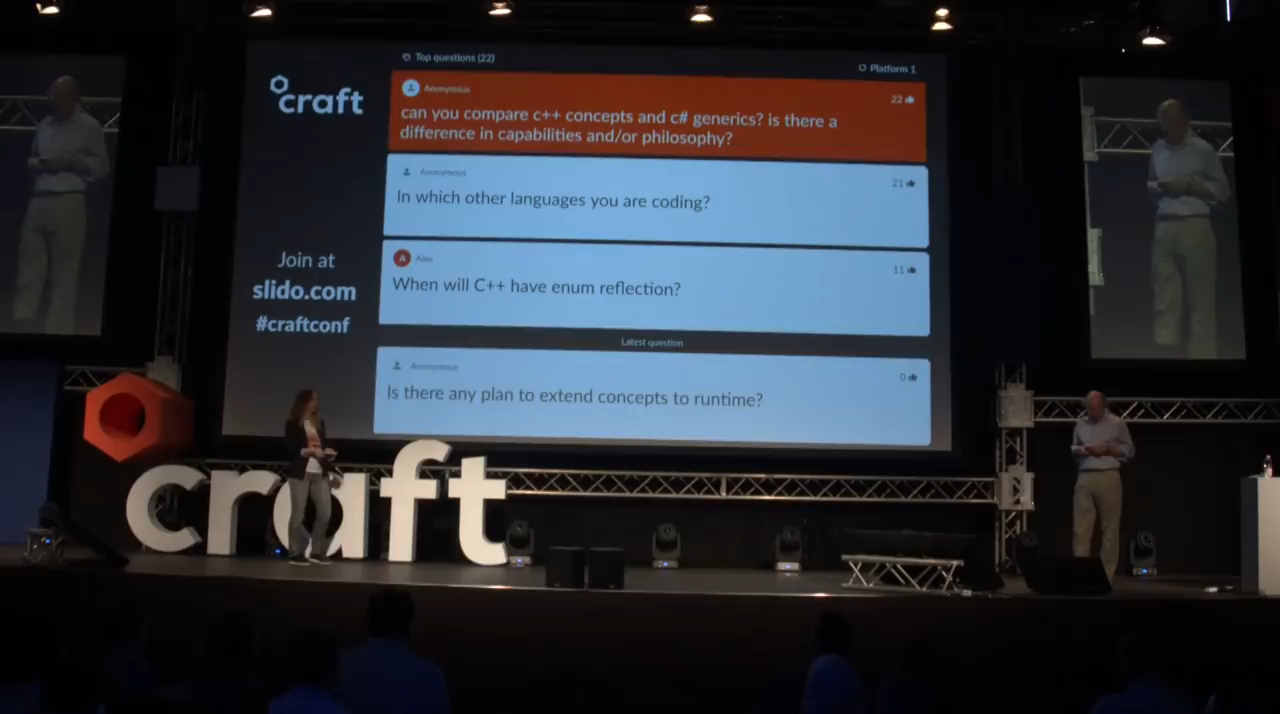 Top questions (22)
Platform 1
craft
Anonymous
22
can you compare c++ concepts and c# generics? is there a
difference in capabilities and/or philosophy?
Anonymous
21
In which other languages you are coding?
A
Alex
11
When will C++ have enum reflection?
Join at
slido.com
#craftconf
Latest question
Anonymous
0
Is there any plan to extend concepts to runtime?
craft